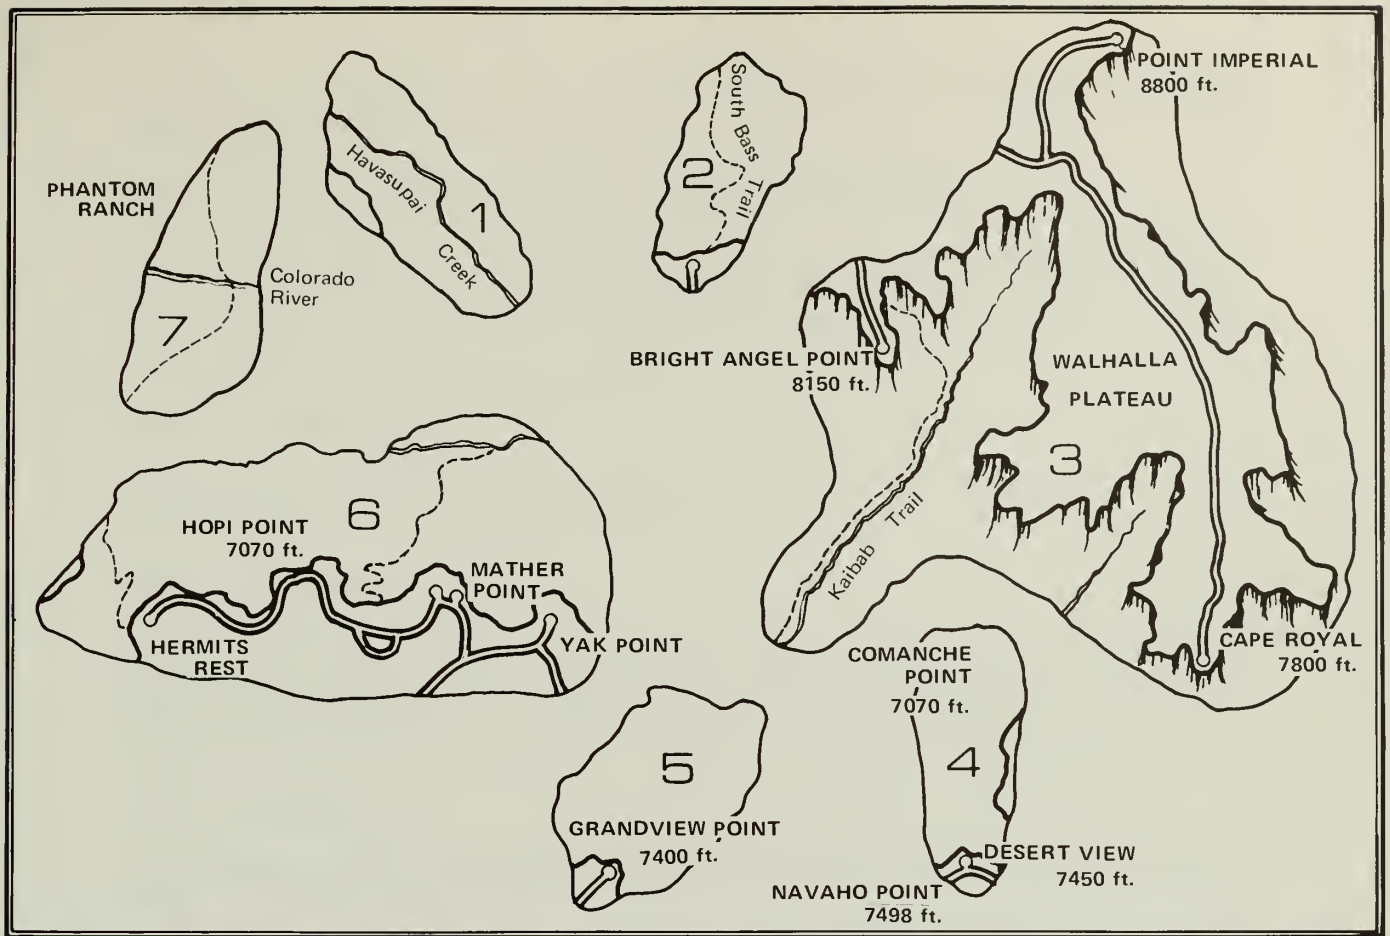 POINT IMPERIAL
8800 ft.
South Bass Trail
2
PHANTOM
RANCH
Havasupai
Creek
1
Colorado
River
7
BRIGHT ANGEL POINT
8150 ft.
WALHALLA
PLATEAU
3
Kaibab Trail
6
HOPI POINT
7070 ft.
MATHER
POINT
HERMITS
REST
YAK POINT
CAPE ROYAL
7800 ft.
COMANCHE
POINT
7070 ft.
4
5
GRANDVIEW POINT
7400 ft.
DESERT VIEW
7450 ft.
NAVAHO POINT
7498 ft.